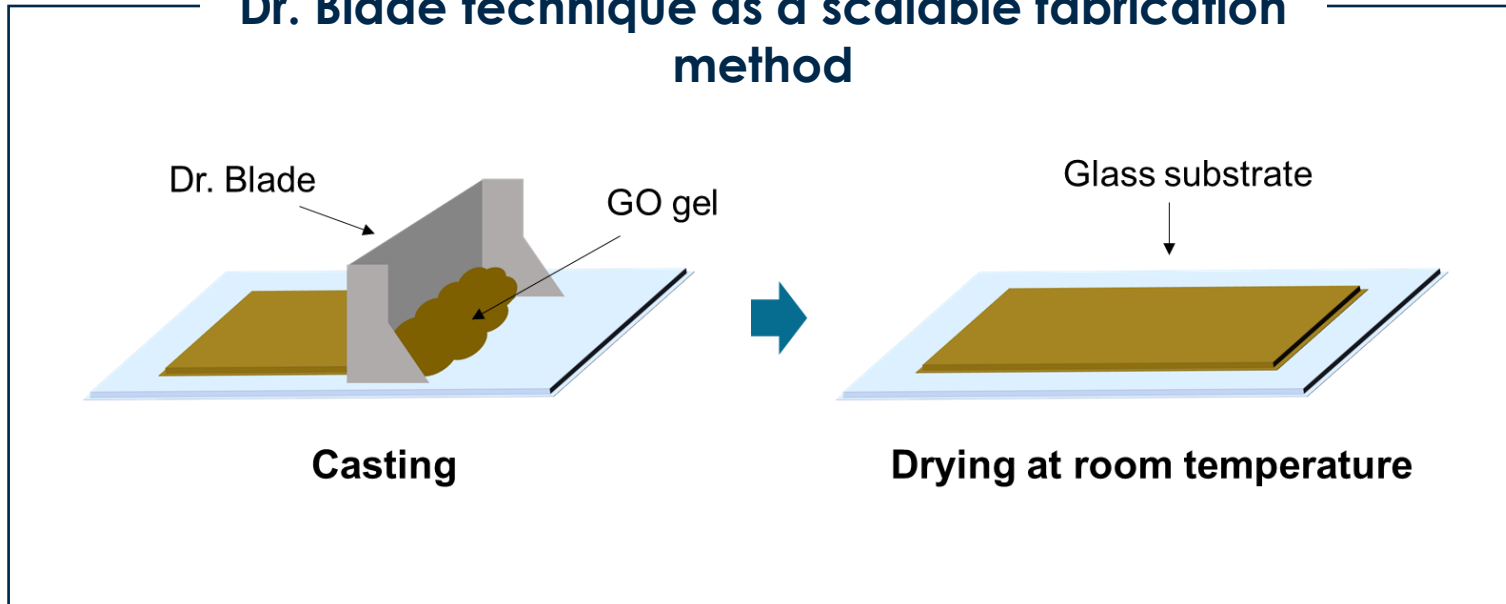 Dr. Blade technique as a scalable fabrication
method
Dr. Blade
GO gel
Glass substrate
Casting
Drying at room temperature